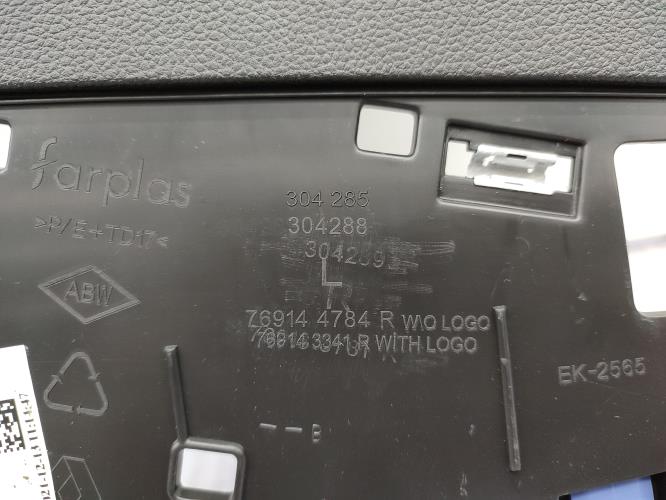 farplas
>P/E+TD17<
304 285
304288
L
76914 4784 R W/O LOGO
76914 3341 R WITH LOGO
ABW
EK-2565
B